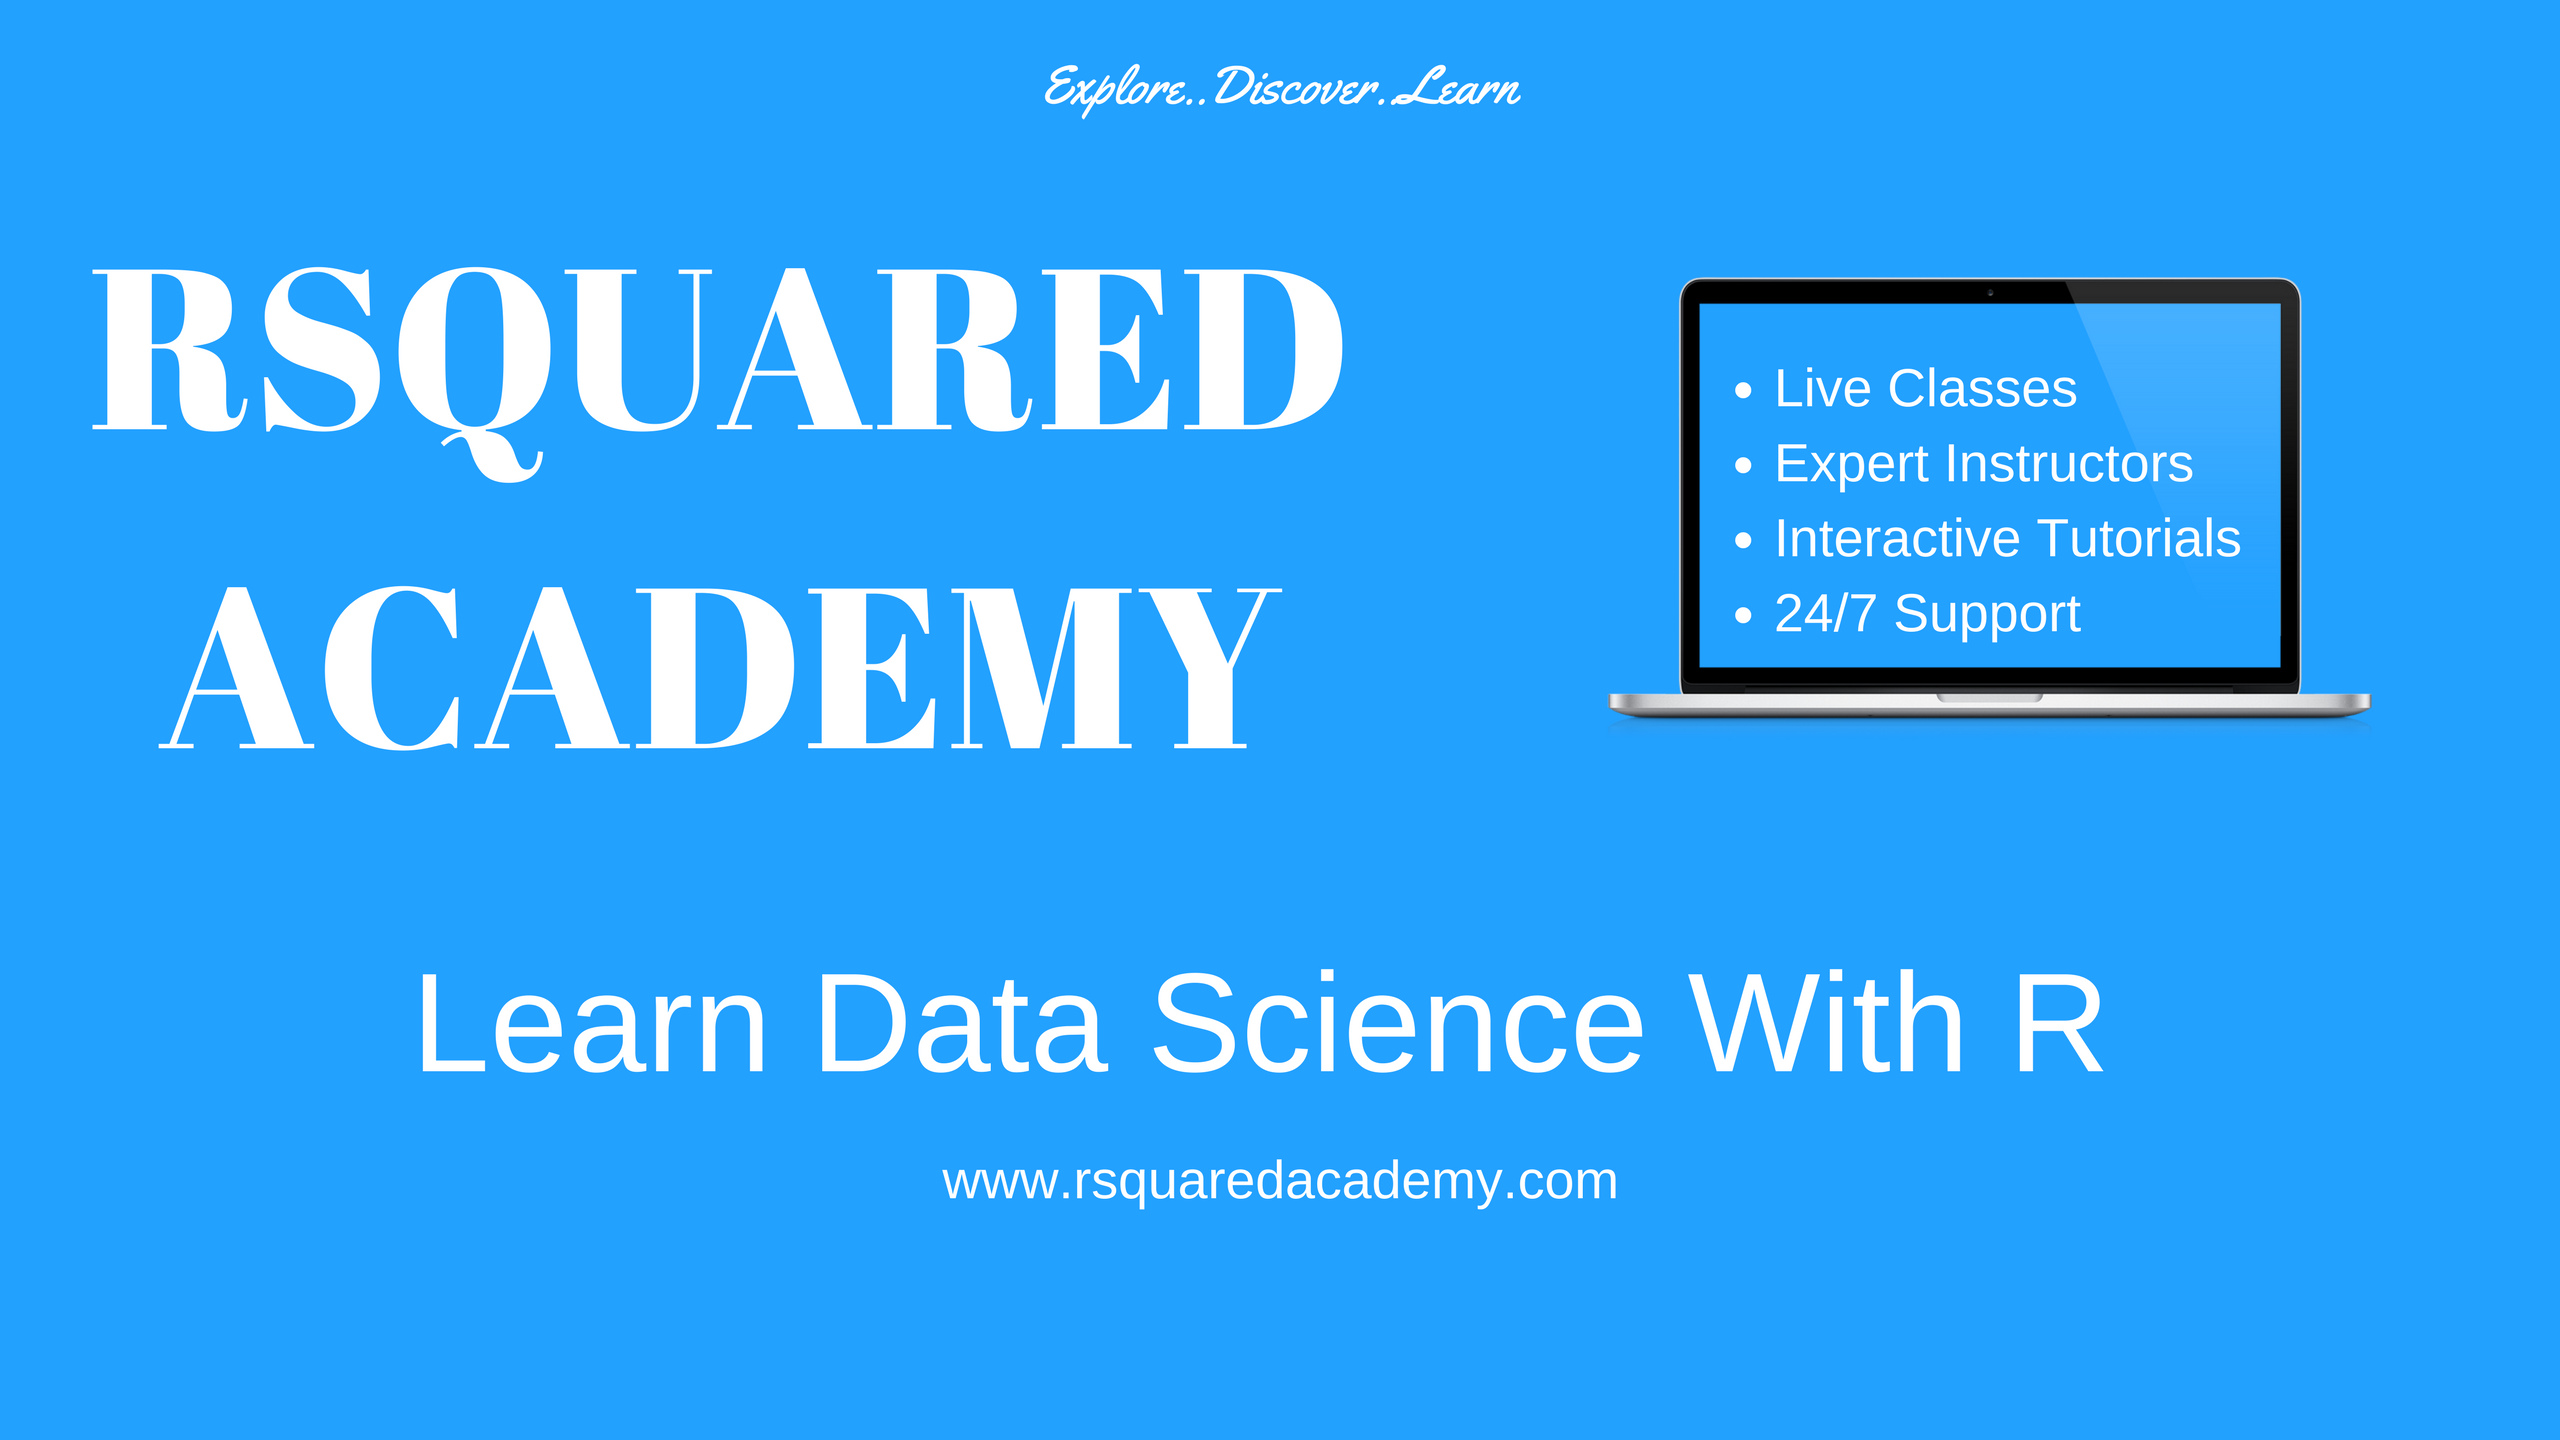 Explore..Discover..Learn
RSQUARED
ACADEMY
• Live Classes
• Expert Instructors
• Interactive Tutorials
• 24/7 Support
Learn Data Science With R
www.rsquaredacademy.com